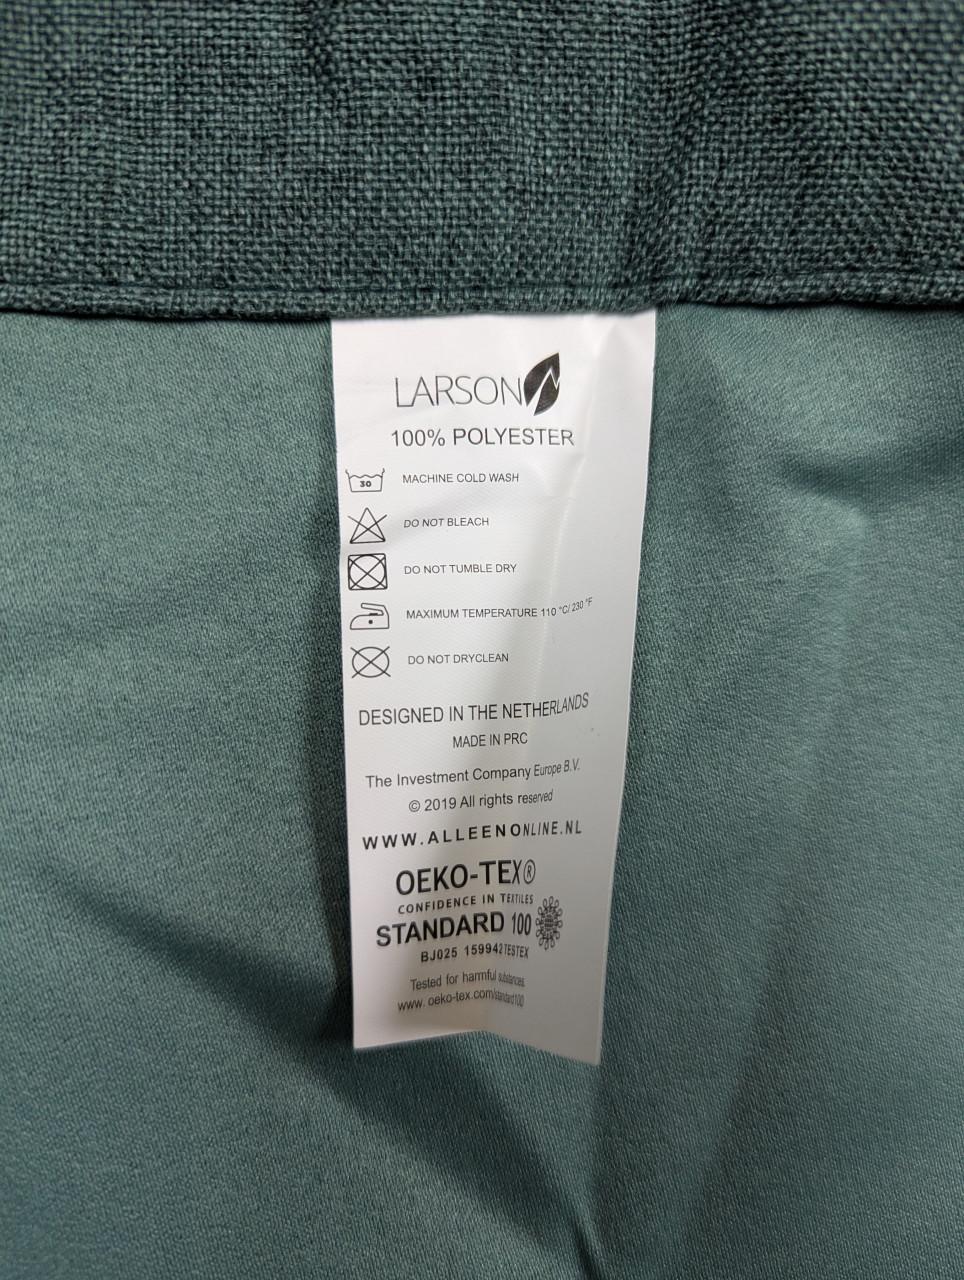 LARSON
100% POLYESTER
30 MACHINE COLD WASH
DO NOT BLEACH
DO NOT TUMBLE DRY
MAXIMUM TEMPERATURE 110 °C/ 230 °F
DO NOT DRYCLEAN
DESIGNED IN THE NETHERLANDS
MADE IN PRC
The Investment Company Europe B.V.
© 2019 All rights reserved
WWW.ALLEENONLINE.NL
OEKO-TEX®
CONFIDENCE IN TEXTILES
STANDARD 100
BJ025 159942 TESTEX
Tested for harmful substances.
www. oeko-tex.com/standard100